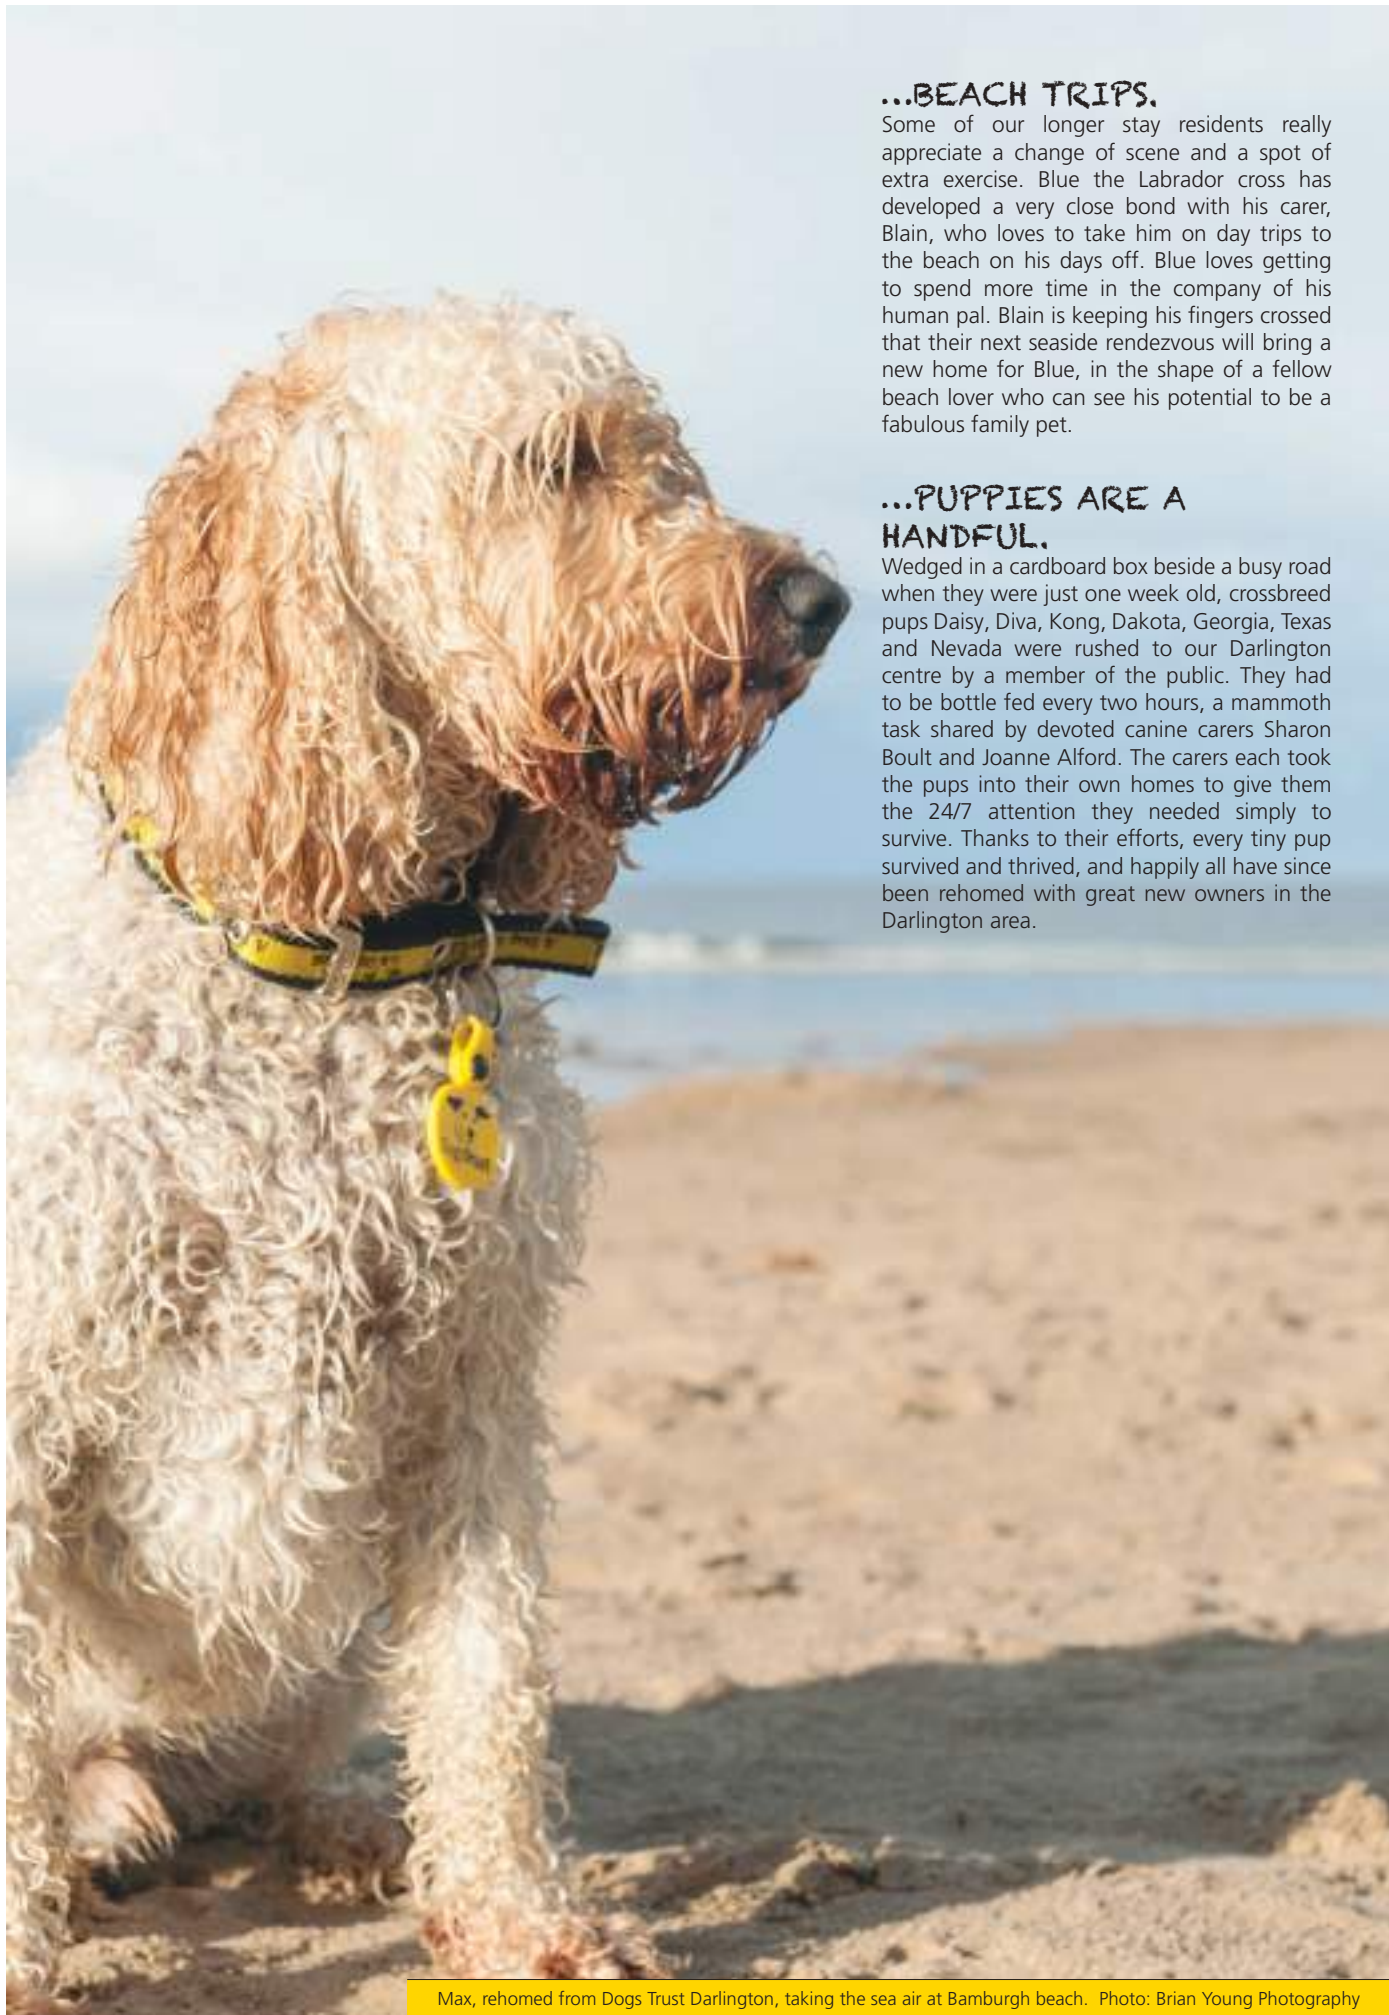 ...BEACH TRIPS.
Some of our longer stay residents really
appreciate a change of scene and a spot of
extra exercise. Blue the Labrador cross has
developed a very close bond with his carer,
Blain, who loves to take him on day trips to
the beach on his days off. Blue loves getting
to spend more time in the company of his
human pal. Blain is keeping his fingers crossed
that their next seaside rendezvous will bring a
new home for Blue, in the shape of a fellow
beach lover who can see his potential to be a
fabulous family pet.
...PUPPIES ARE A
HANDFUL.
Wedged in a cardboard box beside a busy road
when they were just one week old, crossbreed
pups Daisy, Diva, Kong, Dakota, Georgia, Texas
and Nevada were rushed to our Darlington
centre by a member of the public. They had
to be bottle fed every two hours, a mammoth
task shared by devoted canine carers Sharon
Boult and Joanne Alford. The carers each took
the pups into their own homes to give them
the 24/7 attention they needed simply to
survive. Thanks to their efforts, every tiny pup
survived and thrived, and happily all have since
been rehomed with great new owners in the
Darlington area.
Max, rehomed from Dogs Trust Darlington, taking the sea air at Bamburgh beach. Photo: Brian Young Photography